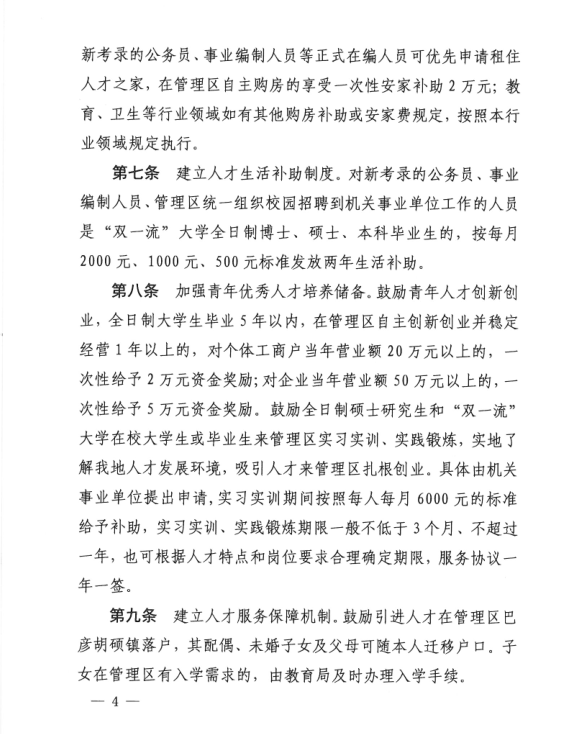 新考录的公务员、事业编制人员等正式在编人员可优先申请租住
人才之家，在管理区自主购房的享受一次性安家补助 2 万元；教
育、卫生等行业领域如有其他购房补助或安家费规定，按照本行
业领域规定执行。
第七条 建立人才生活补助制度。对新考录的公务员、事业
编制人员、管理区统一组织校园招聘到机关事业单位工作的人员
是“双一流”大学全日制博士、硕士、本科毕业生的，按每月
2000 元、1000 元、500 元标准发放两年生活补助。
第八条 加强青年优秀人才培养储备。鼓励青年人才创新创
业，全日制大学生毕业 5 年以内，在管理区自主创新创业并稳定
经营 1 年以上的，对个体工商户当年营业额 20 万元以上的，一
次性给予 2 万元资金奖励；对企业当年营业额 50 万元以上的，一
次性给予 5 万元资金奖励。鼓励全日制硕士研究生和“双一流”
大学在校大学生或毕业生来管理区实习实训、实践锻炼，实地了
解我地人才发展环境，吸引人才来管理区扎根创业。具体由机关
事业单位提出申请，实习实训期间按照每人每月 6000 元的标准
给予补助，实习实训、实践锻炼期限一般不低于 3 个月、不超过
一年，也可根据人才特点和岗位要求合理确定期限，服务协议一
年一签。
第九条 建立人才服务保障机制。鼓励引进人才在管理区巴
彦胡硕镇落户，其配偶、未婚子女及父母可随本人迁移户口。子
女在管理区有入学需求的，由教育局及时办理入学手续。
— 4 —